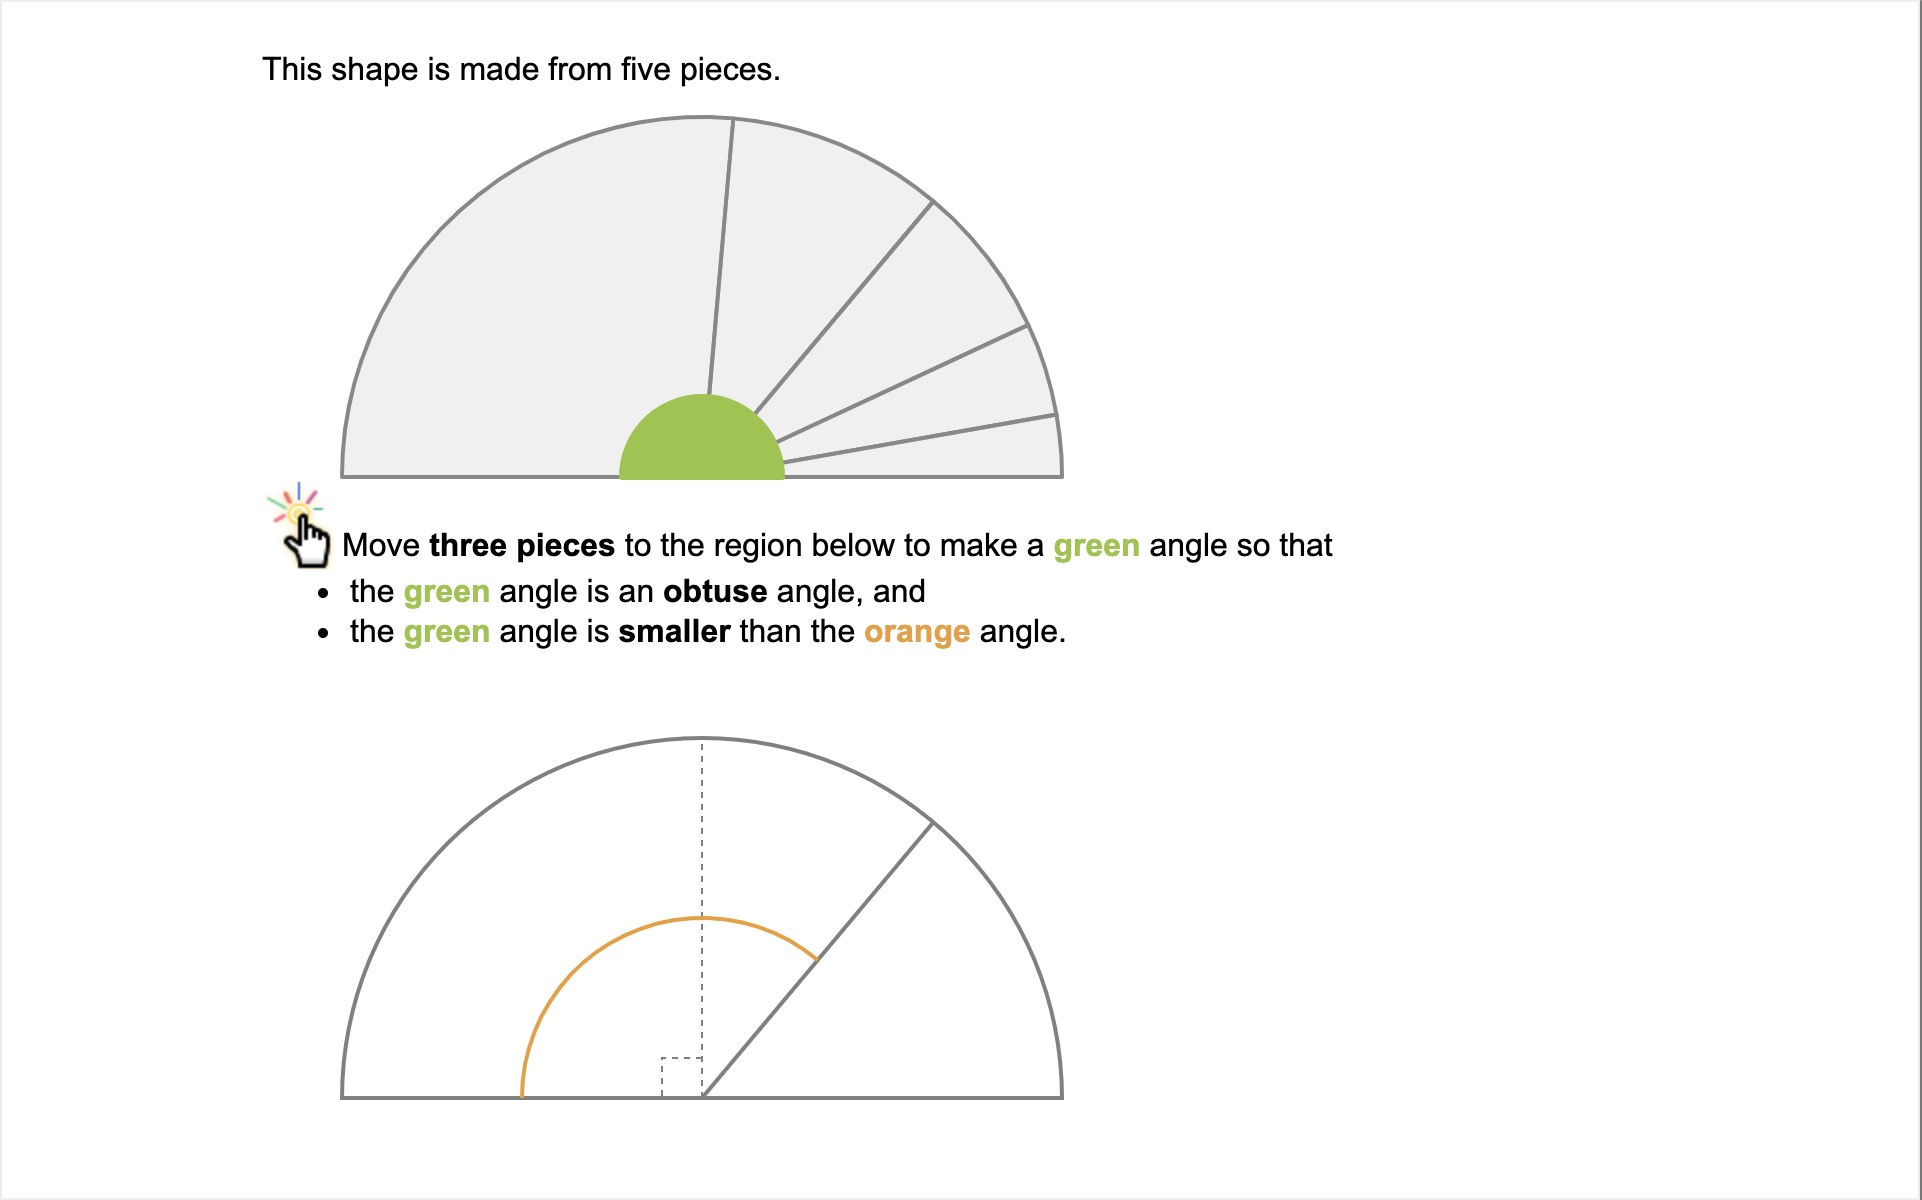 This shape is made from five pieces.
Move three pieces to the region below to make a green angle so that
• the green angle is an obtuse angle, and
• the green angle is smaller than the orange angle.